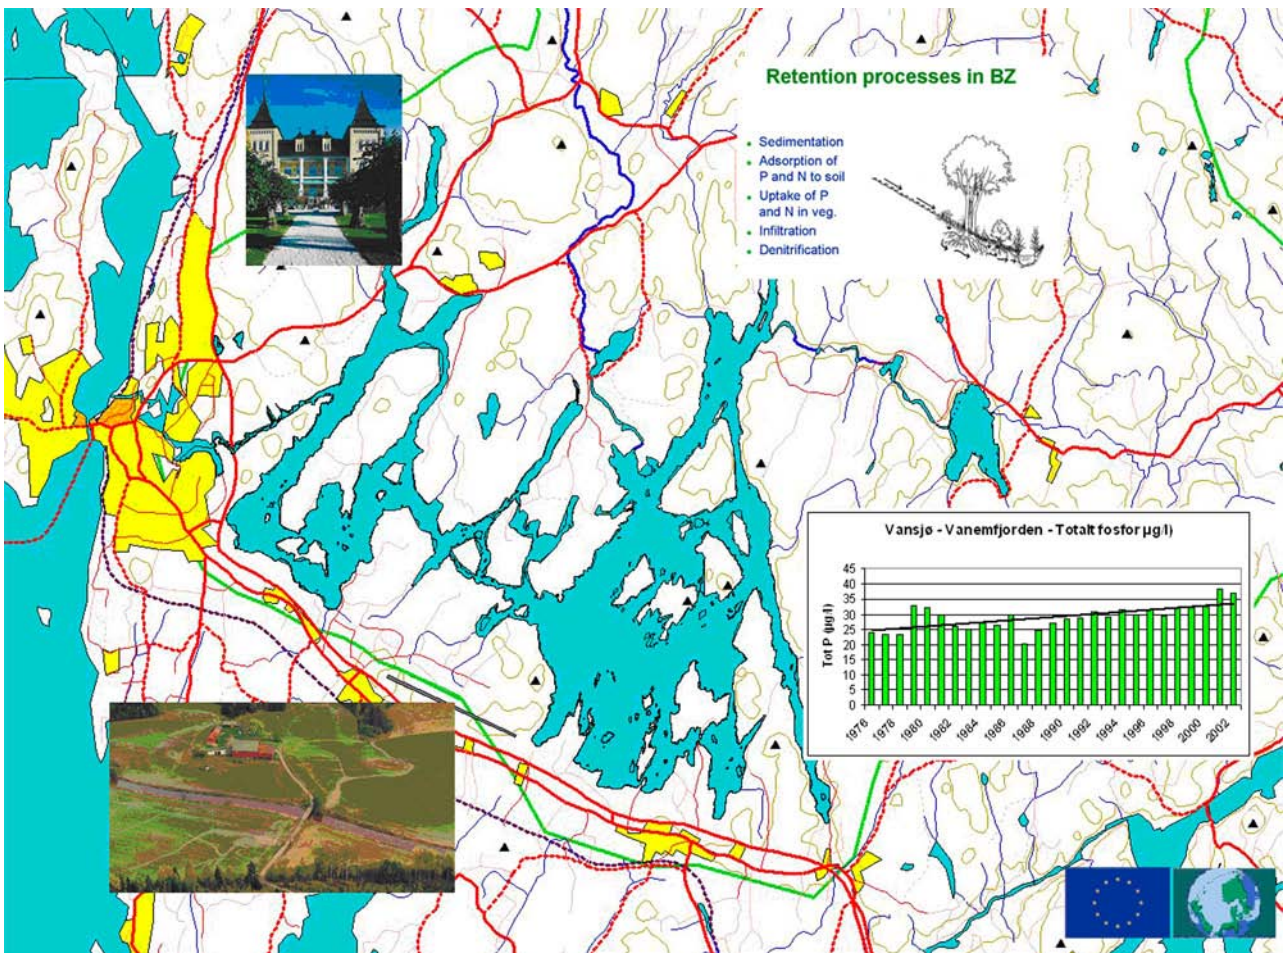 Retention processes in BZ
Sedimentation
Adsorption of
P and N to soil
Uptake of P
and N in veg.
Infiltration
Denitrification
Vansjø - Vanemfjorden - Totalt fosfor µg/l)
Tot P (µg/l)
45
40
35
30
25
20
15
10
5
0
1976
1978
1980
1982
1984
1986
1988
1990
1992
1994
1996
1998
2000
2002